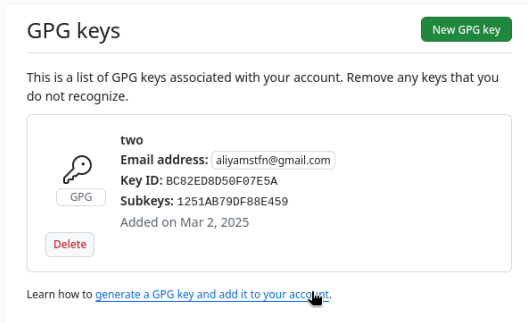 GPG keys
New GPG key
This is a list of GPG keys associated with your account. Remove any keys that you
do not recognize.
two
Email address: aliyamstfn@gmail.com
Key ID: BC82ED8D50F07E5A
GPG
Subkeys: 1251AB79DF88E459
Added on Mar 2, 2025
Delete
Learn how to generate a GPG key and add it to your account.